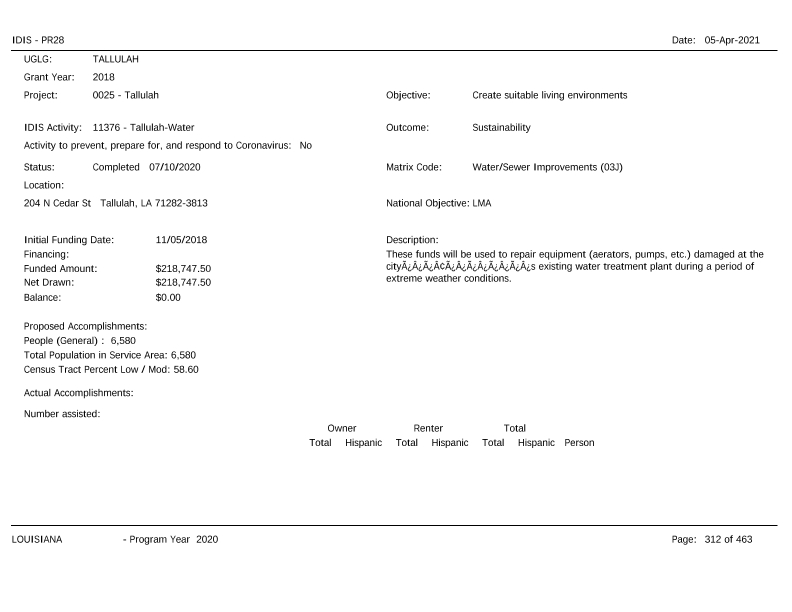 IDIS - PR28 Date: 05-Apr-2021
UGLG: TALLULAH
Grant Year: 2018
Project: 0025 - Tallulah Objective: Create suitable living environments
IDIS Activity: 11376 - Tallulah-Water Outcome: Sustainability
Activity to prevent, prepare for, and respond to Coronavirus: No
Status: Completed 07/10/2020 Matrix Code: Water/Sewer Improvements (03J)
Location:
204 N Cedar St Tallulah, LA 71282-3813 National Objective: LMA
Initial Funding Date: 11/05/2018 Description:
Financing: These funds will be used to repair equipment (aerators, pumps, etc.) damaged at the
Funded Amount: $218,747.50 cityÃ¿Â¿Ã¿Â¢Ã¿Â¿Ã¿Â¿Ã¿Â¿Ã¿Â¿s existing water treatment plant during a period of
Net Drawn: $218,747.50 extreme weather conditions.
Balance: $0.00
Proposed Accomplishments:
People (General) : 6,580
Total Population in Service Area: 6,580
Census Tract Percent Low / Mod: 58.60
Actual Accomplishments:
Number assisted:
Owner Renter Total
Total Hispanic Total Hispanic Total Hispanic Person
LOUISIANA - Program Year 2020 Page: 312 of 463